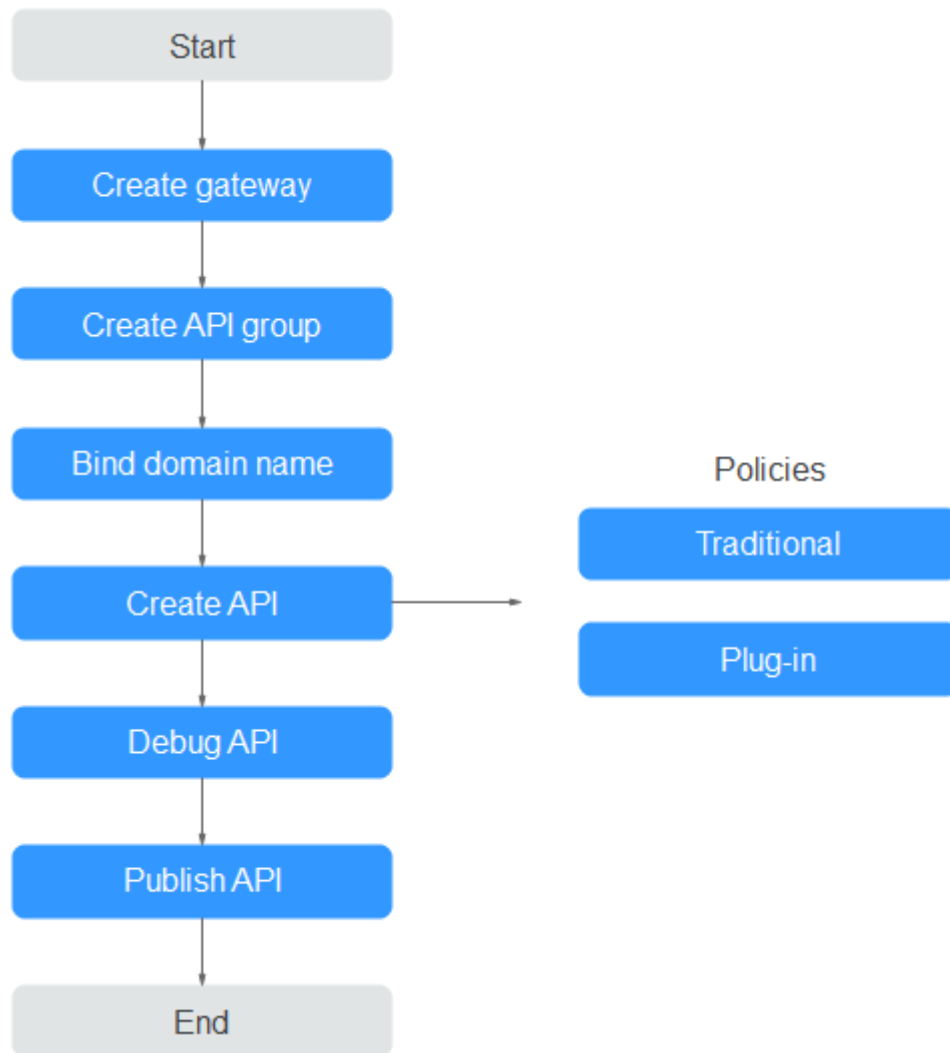 Start
Create gateway
Create API group
Bind domain name
Create API
Debug API
Publish API
End
Policies
Traditional
Plug-in